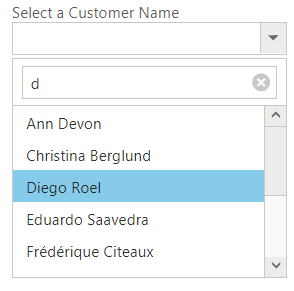 Select a Customer Name
d
Ann Devon
Christina Berglund
Diego Roel
Eduardo Saavedra
Frédérique Citeaux